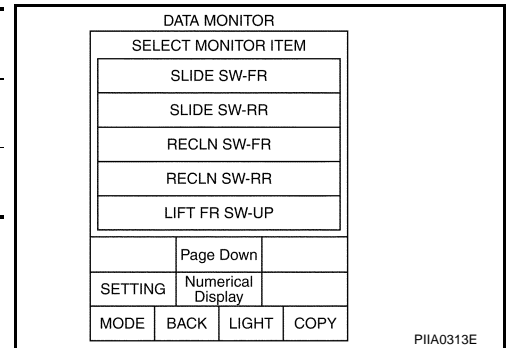 DATA MONITOR
SELECT MONITOR ITEM
SLIDE SW-FR
SLIDE SW-RR
RECLN SW-FR
RECLN SW-RR
LIFT FR SW-UP
Page Down
SETTING
Numerical
Display
MODE BACK LIGHT COPY
PIIA0313E